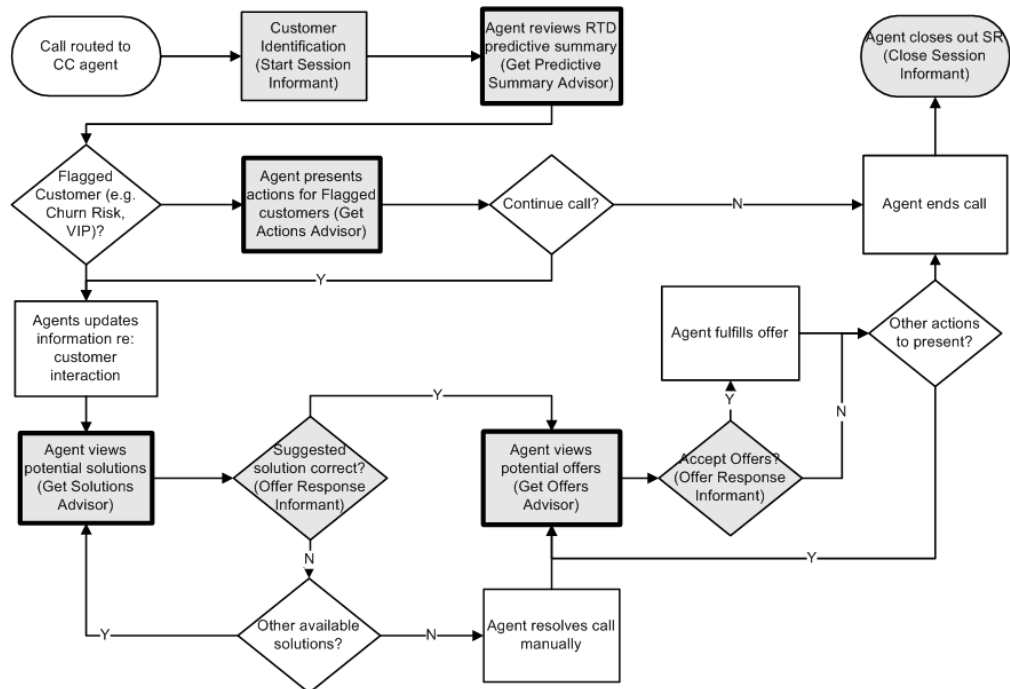 Call routed to
CC agent
Customer
Identification
(Start Session
Informant)
Agent reviews RTD
predictive summary
(Get Predictive
Summary Advisor)
Agent closes out SR
(Close Session
Informant)
Flagged
Customer (e.g.
Churn Risk,
VIP)?
Agent presents
actions for Flagged
customers (Get
Actions Advisor)
Continue call?
N
Agent ends call
Y
Agents updates
information re:
customer
interaction
Agent fulfills offer
Other actions
to present?
Y
Y
N
Agent views
potential solutions
(Get Solutions
Advisor)
Suggested
solution correct?
(Offer Response
Informant)
Agent views
potential offers
(Get Offers
Advisor)
Accept Offers?
(Offer Response
Informant)
N
Y
Other available
solutions?
Y
N
Agent resolves call
manually